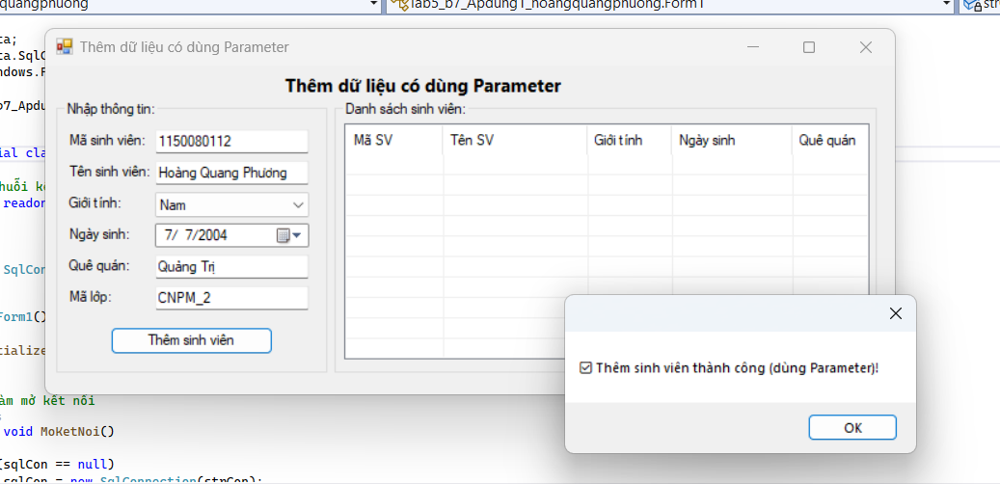 quangphuong
lab5_b7_Apdung1_hoangquangphuong.Form1
str
ta;
ta.SqlC
ndows.F
b7_Apdu
ial cla
huỗi k
readon
SqlCon
Form1()
tialize
àm mở kết nối
void MoKetNoi()
(sqlCon == null)
sqlCon = new SqlConnection(strCon);
Thêm dữ liệu có dùng Parameter
Thêm dữ liệu có dùng Parameter
Nhập thông tin:
Mã sinh viên: 1150080112
Tên sinh viên: Hoàng Quang Phương
Giới tính: Nam
Ngày sinh: 7/ 7/2004
Quê quán: Quảng Trị
Mã lớp: CNPM_2
Thêm sinh viên
Danh sách sinh viên:
Mã SV Tên SV Giới tính Ngày sinh Quê quán
Thêm sinh viên thành công (dùng Parameter)!
OK